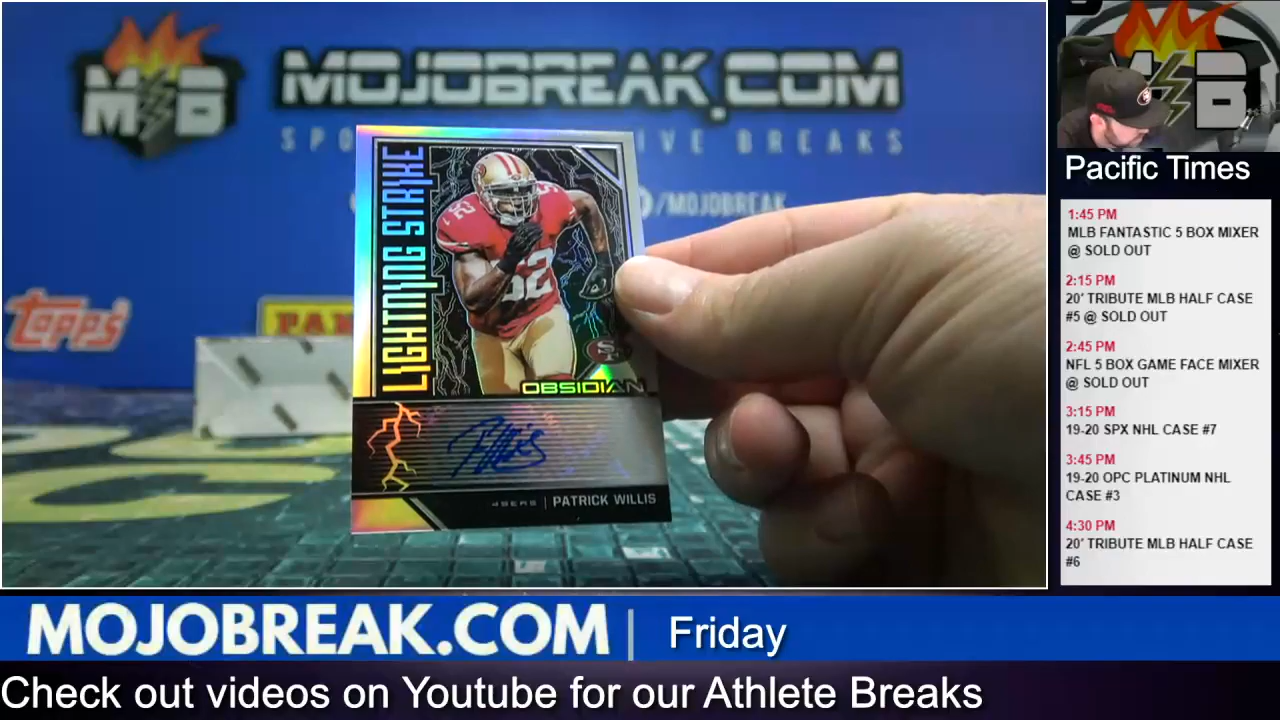 MOJOBREAK.COM
MB
SPO IVE BREAKS
/MOJOBREAK
Topps
PAN
LIGHTNING STRIKE
52
52
SF
OBSIDIAN
49ERS | PATRICK WILLIS
B
Pacific Times
1:45 PM
MLB FANTASTIC 5 BOX MIXER
@ SOLD OUT
2:15 PM
20' TRIBUTE MLB HALF CASE
#5 @ SOLD OUT
2:45 PM
NFL 5 BOX GAME FACE MIXER
@ SOLD OUT
3:15 PM
19-20 SPX NHL CASE #7
3:45 PM
19-20 OPC PLATINUM NHL
CASE #3
4:30 PM
20' TRIBUTE MLB HALF CASE
#6
MOJOBREAK.COM | Friday
Check out videos on Youtube for our Athlete Breaks